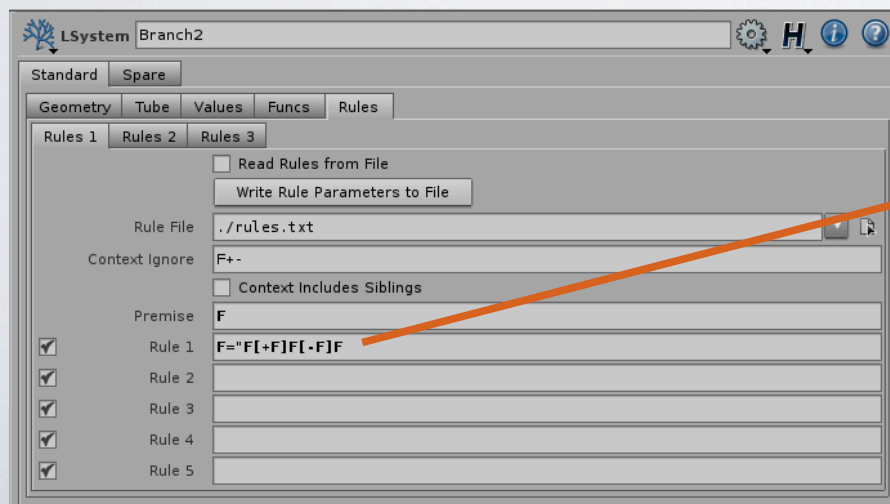 LSystem Branch2 H i ?
Standard Spare
Geometry Tube Values Funcs Rules
Rules 1 Rules 2 Rules 3
Read Rules from File
Write Rule Parameters to File
Rule File ./rules.txt
Context Ignore F+-
Context Includes Siblings
Premise F
Rule 1 F="F[+F]F[-F]F
Rule 2
Rule 3
Rule 4
Rule 5